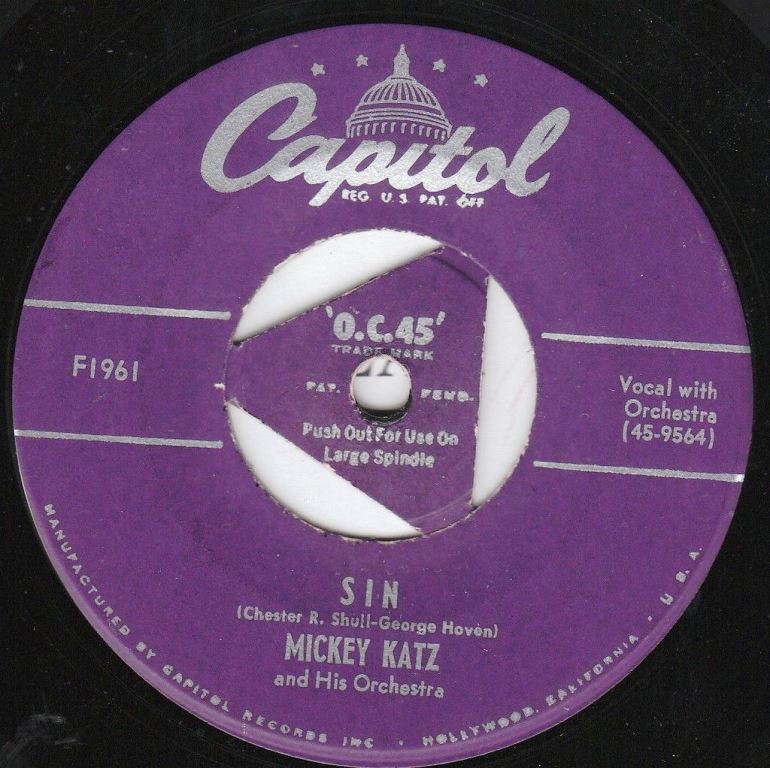 Capitol
REG. U.S. PAT. OFF
'O.C.45'
TRADE MARK
PAT. PEND.
Push Out For Use On
Large Spindle
F1961
Vocal with
Orchestra
(45-9564)
SIN
(Chester R. Shull-George Hoven)
MICKEY KATZ
and His Orchestra
MANUFACTURED BY CAPITOL RECORDS INC • HOLLYWOOD, CALIFORNIA • U.S.A.